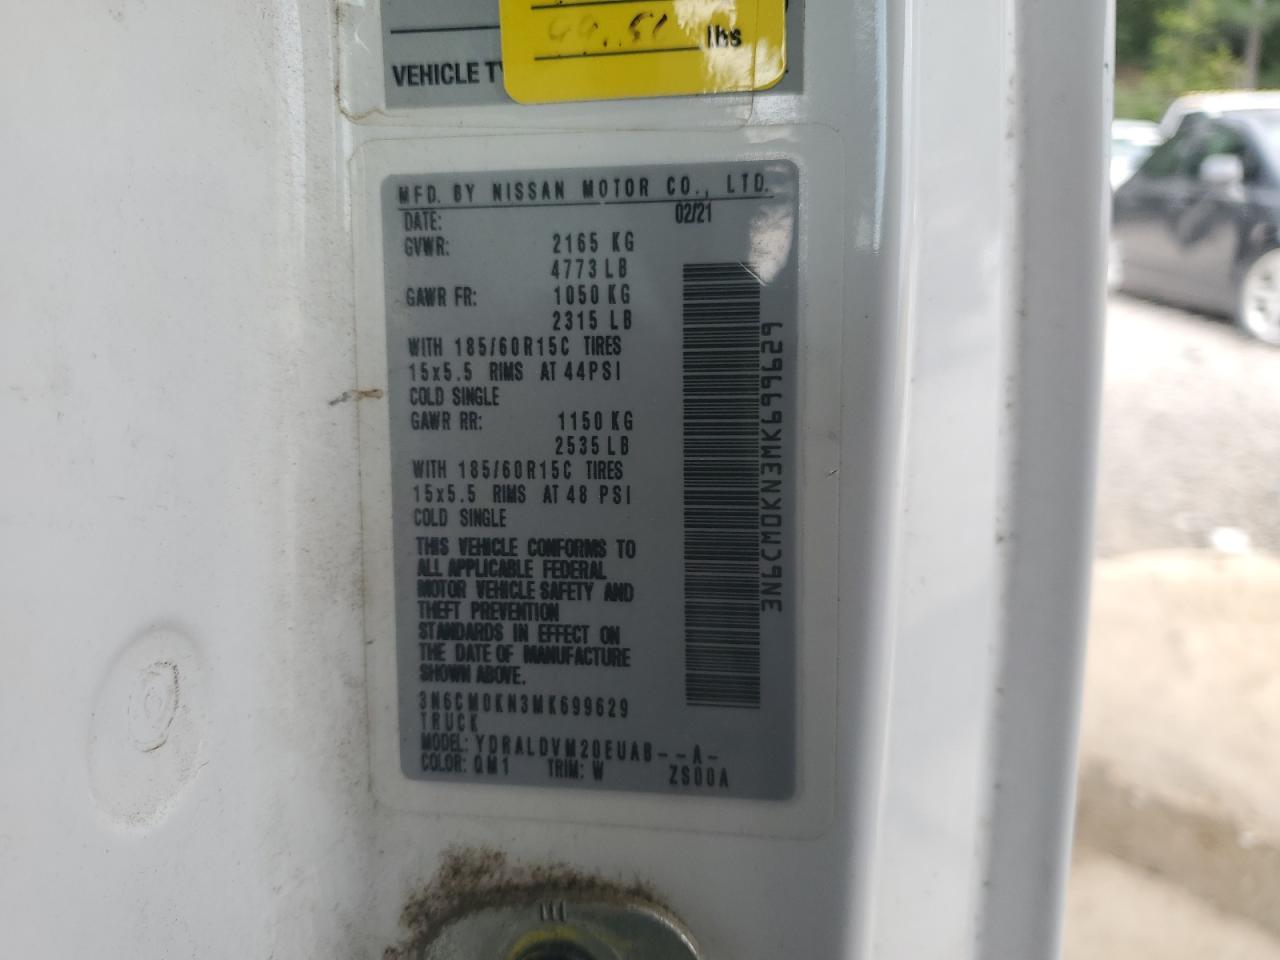 lbs
VEHICLE
MFD. BY NISSAN MOTOR CO., LTD.
DATE: 02/21
GVWR: 2165 KG
4773 LB
GAWR FR: 1050 KG
2315 LB
WITH 185/60R15C TIRES
15x5.5 RIMS AT 44PSI
COLD SINGLE
GAWR RR: 1150 KG
2535 LB
WITH 185/60R15C TIRES
15x5.5 RIMS AT 48 PSI
COLD SINGLE
THIS VEHICLE CONFORMS TO
ALL APPLICABLE FEDERAL
MOTOR VEHICLE SAFETY AND
THEFT PREVENTION
STANDARDS IN EFFECT ON
THE DATE OF MANUFACTURE
SHOWN ABOVE.
3N6CM0KN3MK699629
TRUCK
MODEL: YDRALDVM20EUAB--A-
COLOR: QM1 TRIM: W ZS00A
3N6CM0KN3MK699629